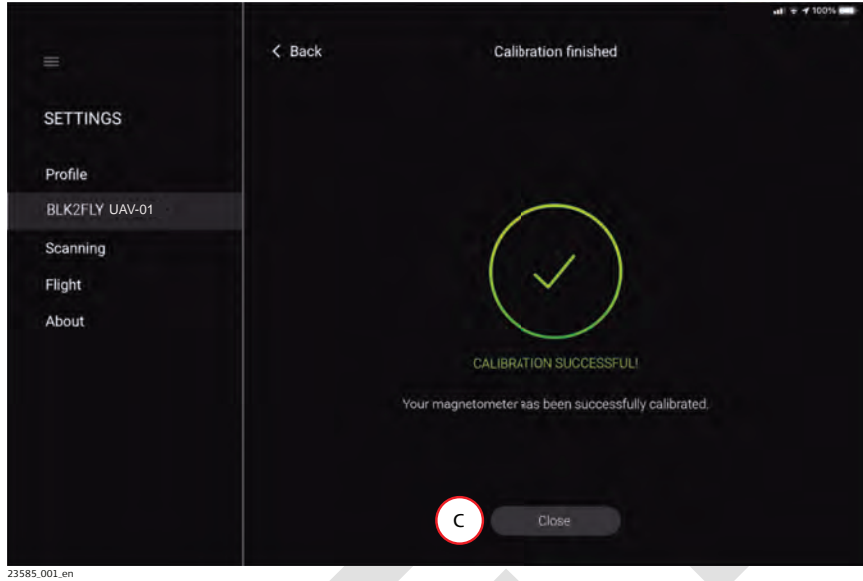 100%
Back
Calibration finished
SETTINGS
Profile
BLK2FLY UAV-01
Scanning
Flight
About
CALIBRATION SUCCESSFUL!
Your magnetometer has been successfully calibrated.
C
Close
23585_001_en